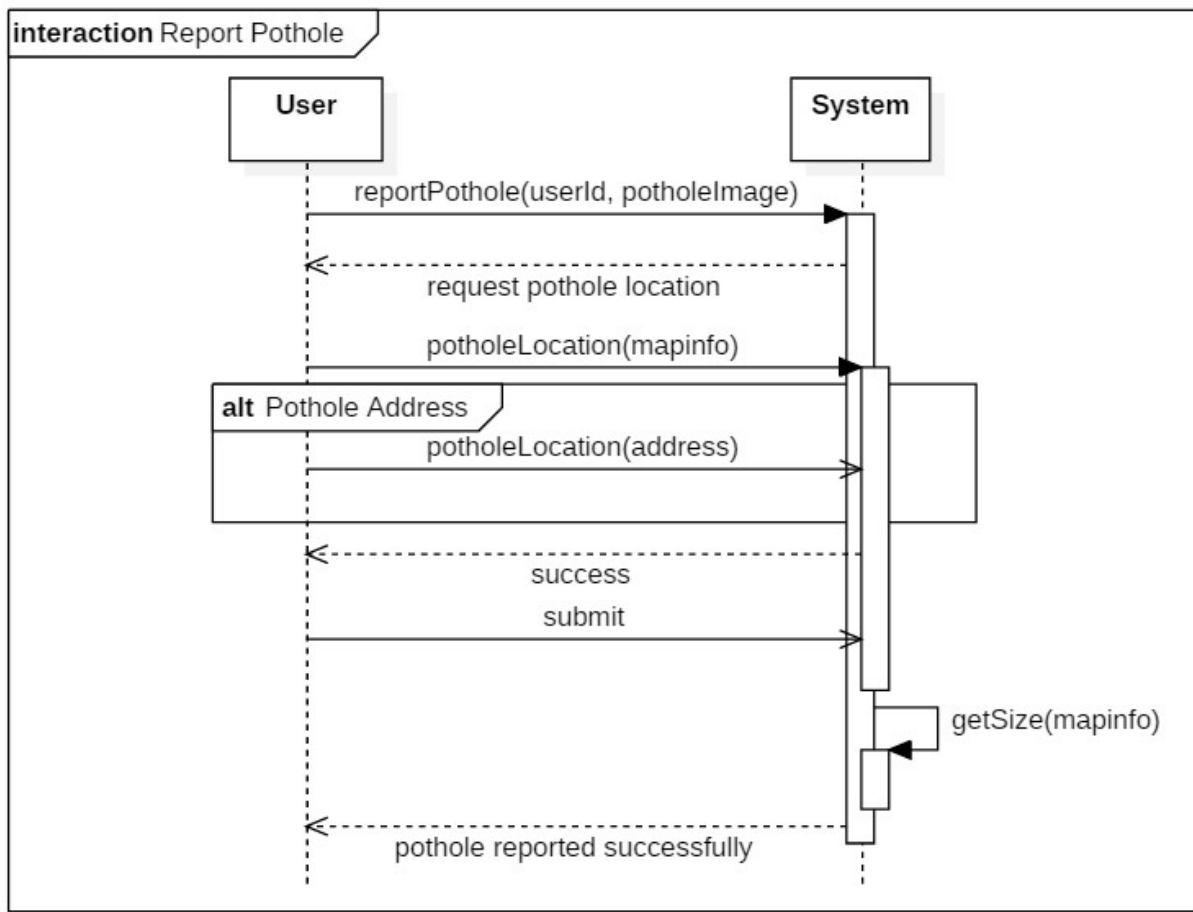 interaction Report Pothole
User
System
reportPothole(userId, potholeImage)
request pothole location
potholeLocation(mapinfo)
alt Pothole Address
potholeLocation(address)
success
submit
getSize(mapinfo)
pothole reported successfully